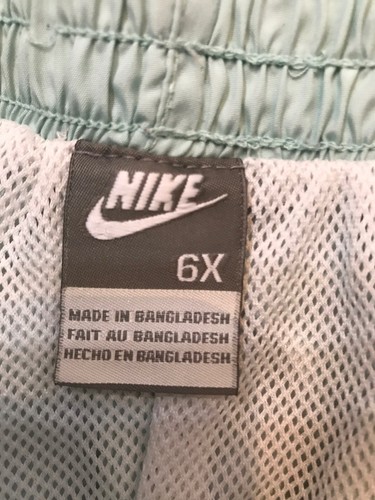 NIKE
6X
MADE IN BANGLADESH
FAIT AU BANGLADESH
HECHO EN BANGLADESH